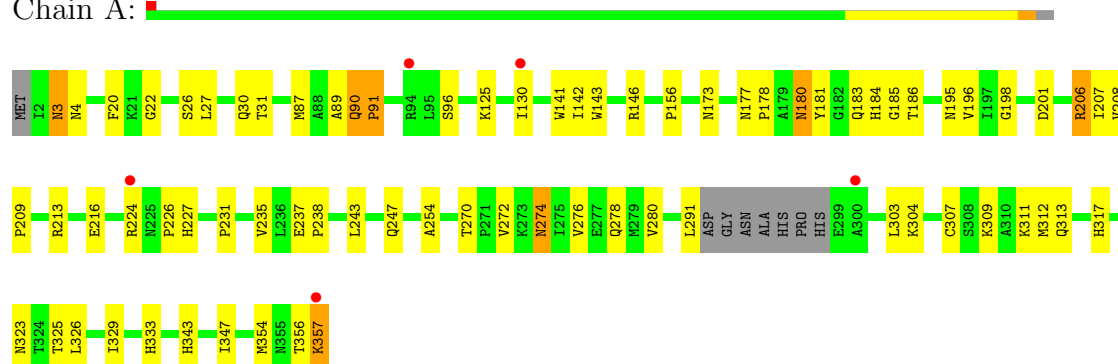 Chain A:
MET I2 N3 N4 F20 K21 G22 S26 L27 Q30 T31 M87 A88 A89 Q90 P91 R94 L95 S96 K125 I130 W141 I142 W143 R146 P156 N173 N177 P178 A179 N180 Y181 G182 Q183 H184 G185 T186 N195 V196 I197 G198 D201 R206 I207
P209 R213 E216 R224 N225 P226 H227 P231 V235 L236 E237 P238 L243 Q247 A254 T270 P271 V272 K273 N274 I275 V276 E277 Q278 M279 V280 L291 ASP GLY ASN ALA HIS PRO HIS E299 A300 L303 K304 C307 S308 K309 A310 K311 M312 Q313 H317
N323 T324 T325 L326 I329 H333 H343 I347 M354 N355 T356 K357